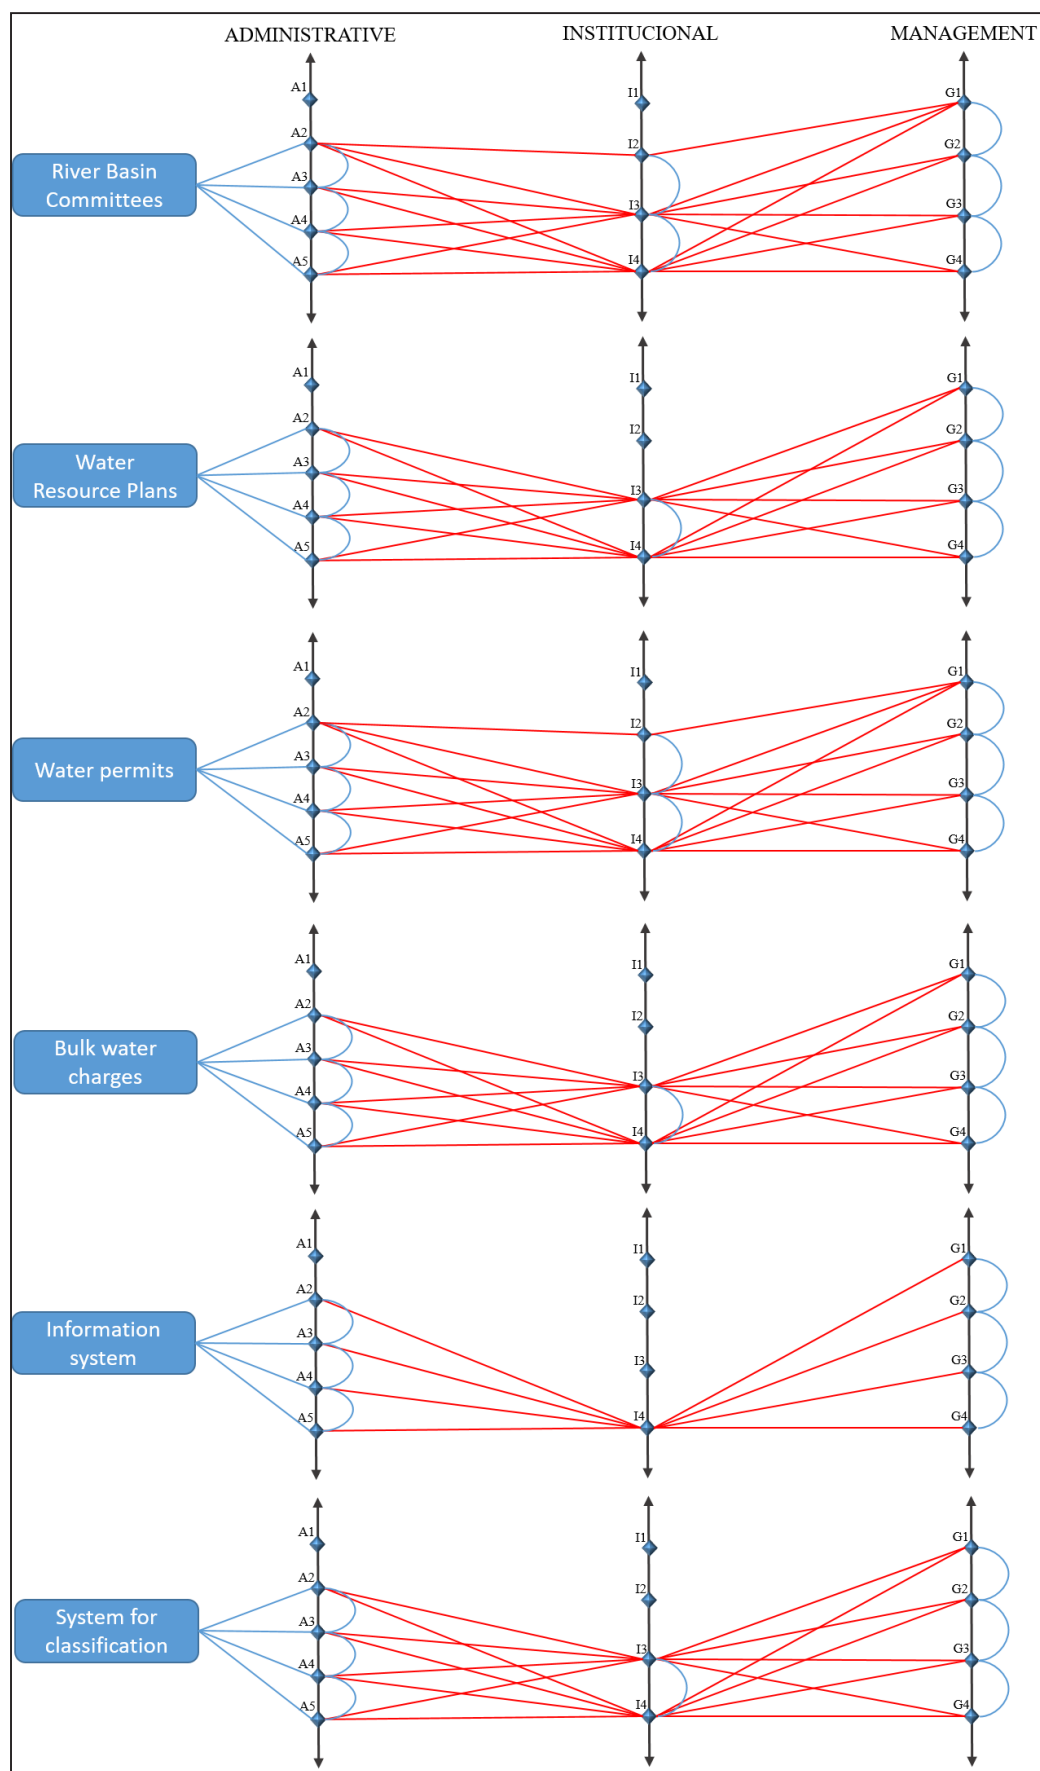 ADMINISTRATIVE INSTITUCIONAL MANAGEMENT
A1 I1 G1
A2 I2 G2
A3 I3 G3
A4 I4 G4
A5
River Basin
Committees
A1 I1 G1
A2 I2 G2
A3 I3 G3
A4 I4 G4
A5
Water
Resource Plans
A1 I1 G1
A2 I2 G2
A3 I3 G3
A4 I4 G4
A5
Water permits
A1 I1 G1
A2 I2 G2
A3 I3 G3
A4 I4 G4
A5
Bulk water
charges
A1 I1 G1
A2 I2 G2
A3 I3 G3
A4 I4 G4
A5
Information
system
A1 I1 G1
A2 I2 G2
A3 I3 G3
A4 I4 G4
A5
System for
classification